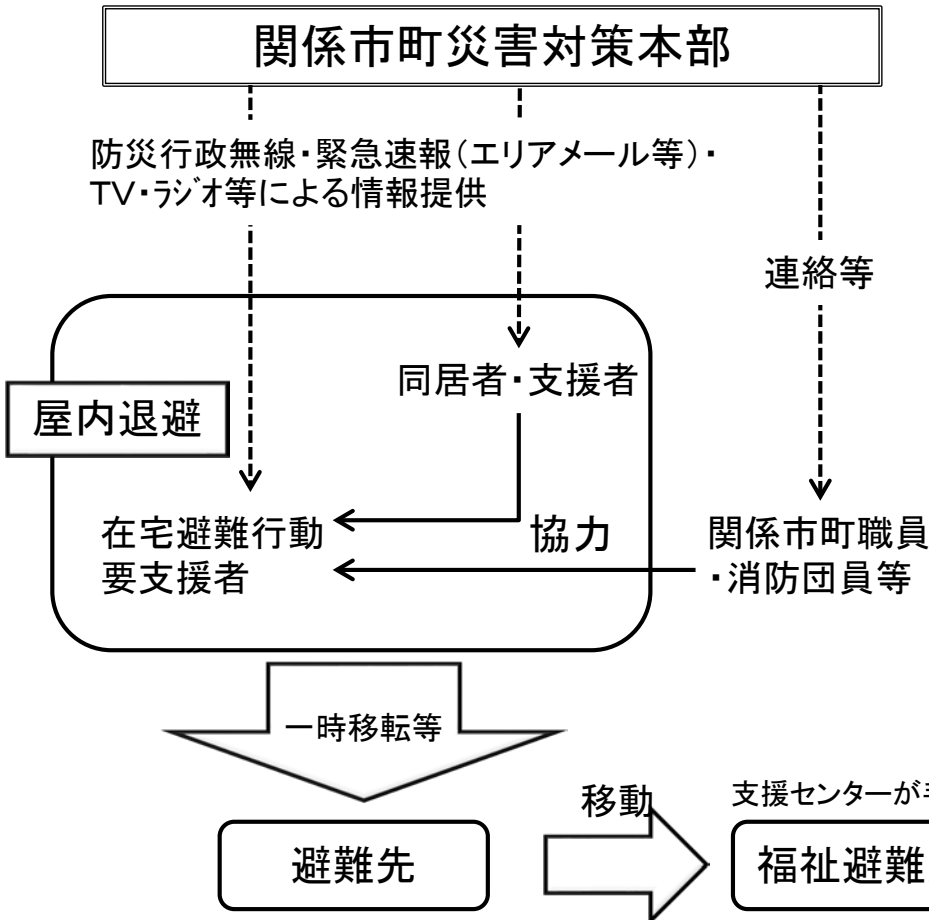 関係市町災害対策本部
防災行政無線・緊急速報(エリアメール等)・
TV・ラジオ等による情報提供
連絡等
同居者・支援者
屋内退避
在宅避難行動
要支援者
協力
関係市町職員
・消防団員等
一時移転等
移動
支援センターが
避難先
福祉避難